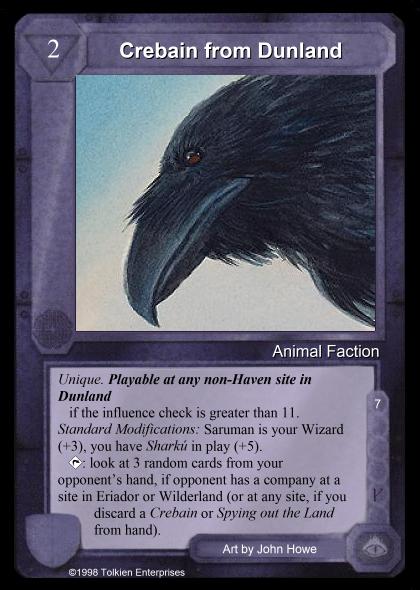 2
Crebain from Dunland
Animal Faction
Unique. Playable at any non-Haven site in
Dunland
if the influence check is greater than 11.
Standard Modifications: Saruman is your Wizard
(+3), you have Sharkú in play (+5).
: look at 3 random cards from your
opponent's hand, if opponent has a company at a
site in Eriador or Wilderland (or at any site, if you
discard a Crebain or Spying out the Land
from hand).
7
Art by John Howe
©1998 Tolkien Enterprises